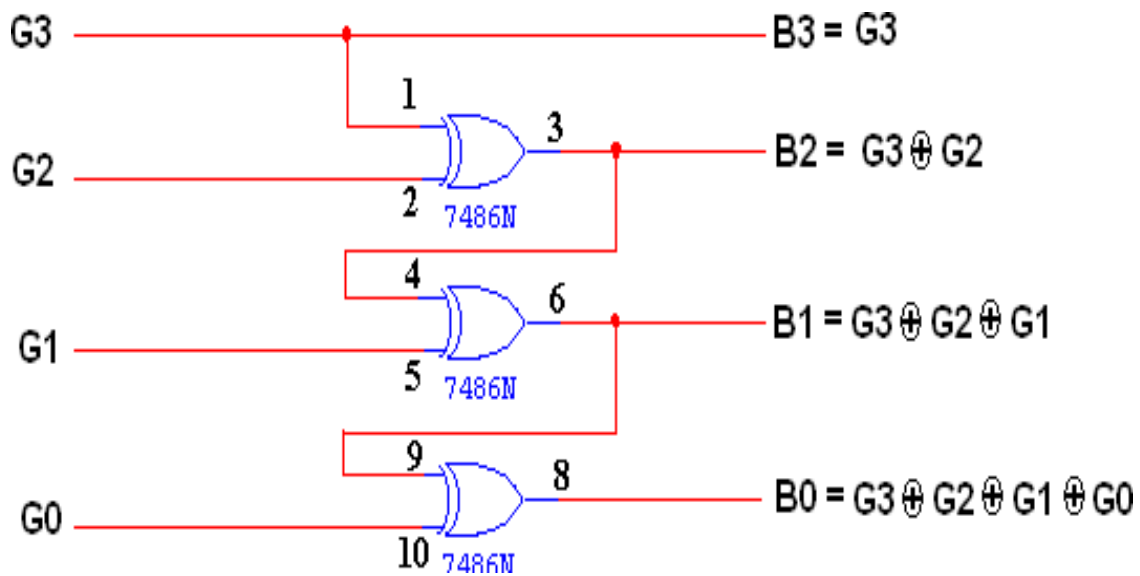 G3
B3 = G3
1
3
B2 = G3 ⊕ G2
G2
2
7486N
4
6
B1 = G3 ⊕ G2 ⊕ G1
G1
5
7486N
9
8
B0 = G3 ⊕ G2 ⊕ G1 ⊕ G0
G0
10
7486N